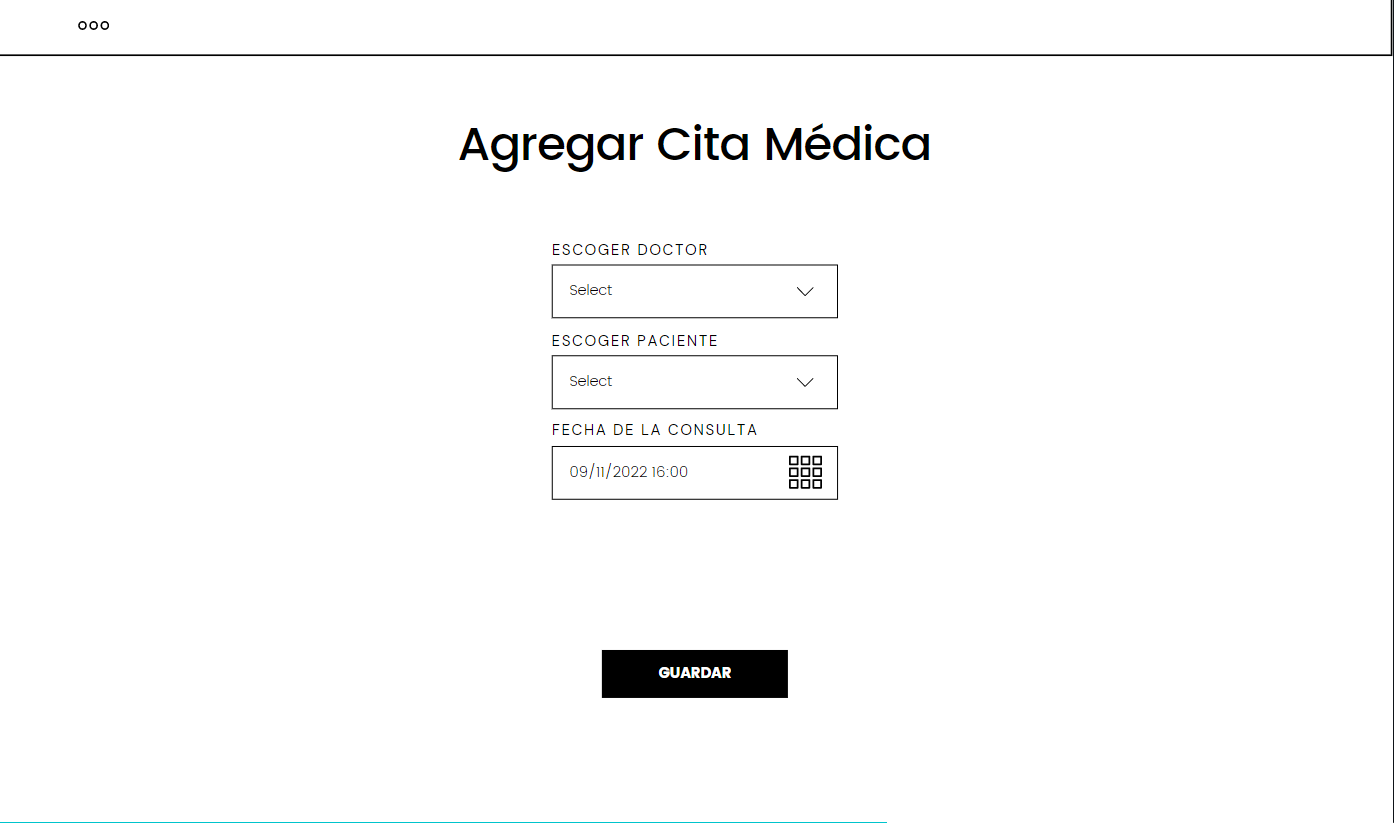 Agregar Cita Médica
ESCOGER DOCTOR
Select
ESCOGER PACIENTE
Select
FECHA DE LA CONSULTA
09/11/2022 16:00
GUARDAR